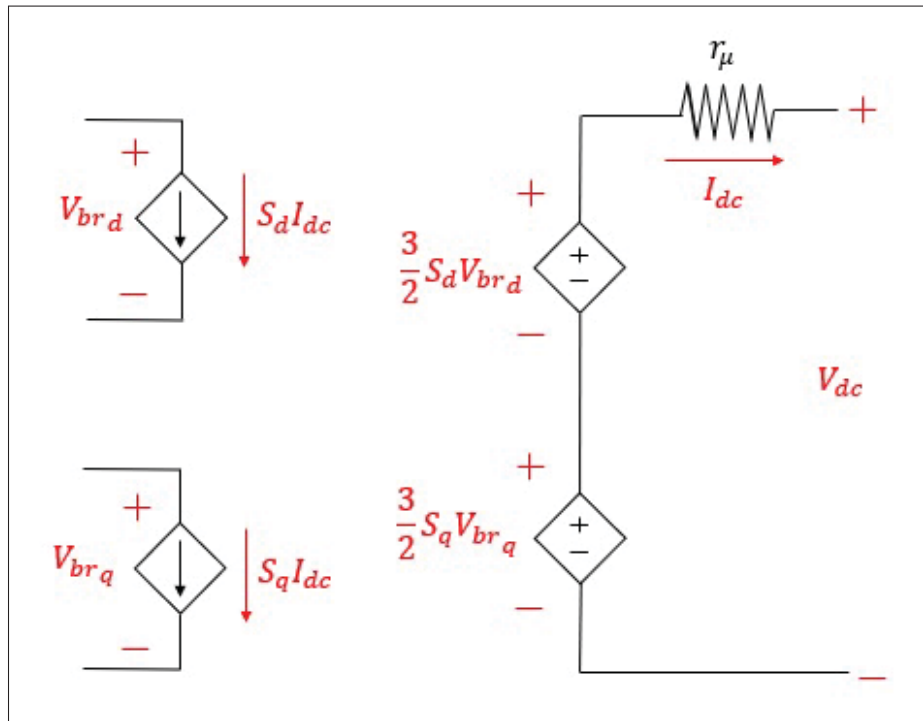 r_μ
+
I_dc
+
V_br_d
−
S_d I_dc
+
3/2 S_d V_br_d
+
−
−
V_dc
+
V_br_q
−
S_q I_dc
+
3/2 S_q V_br_q
+
−
−
−